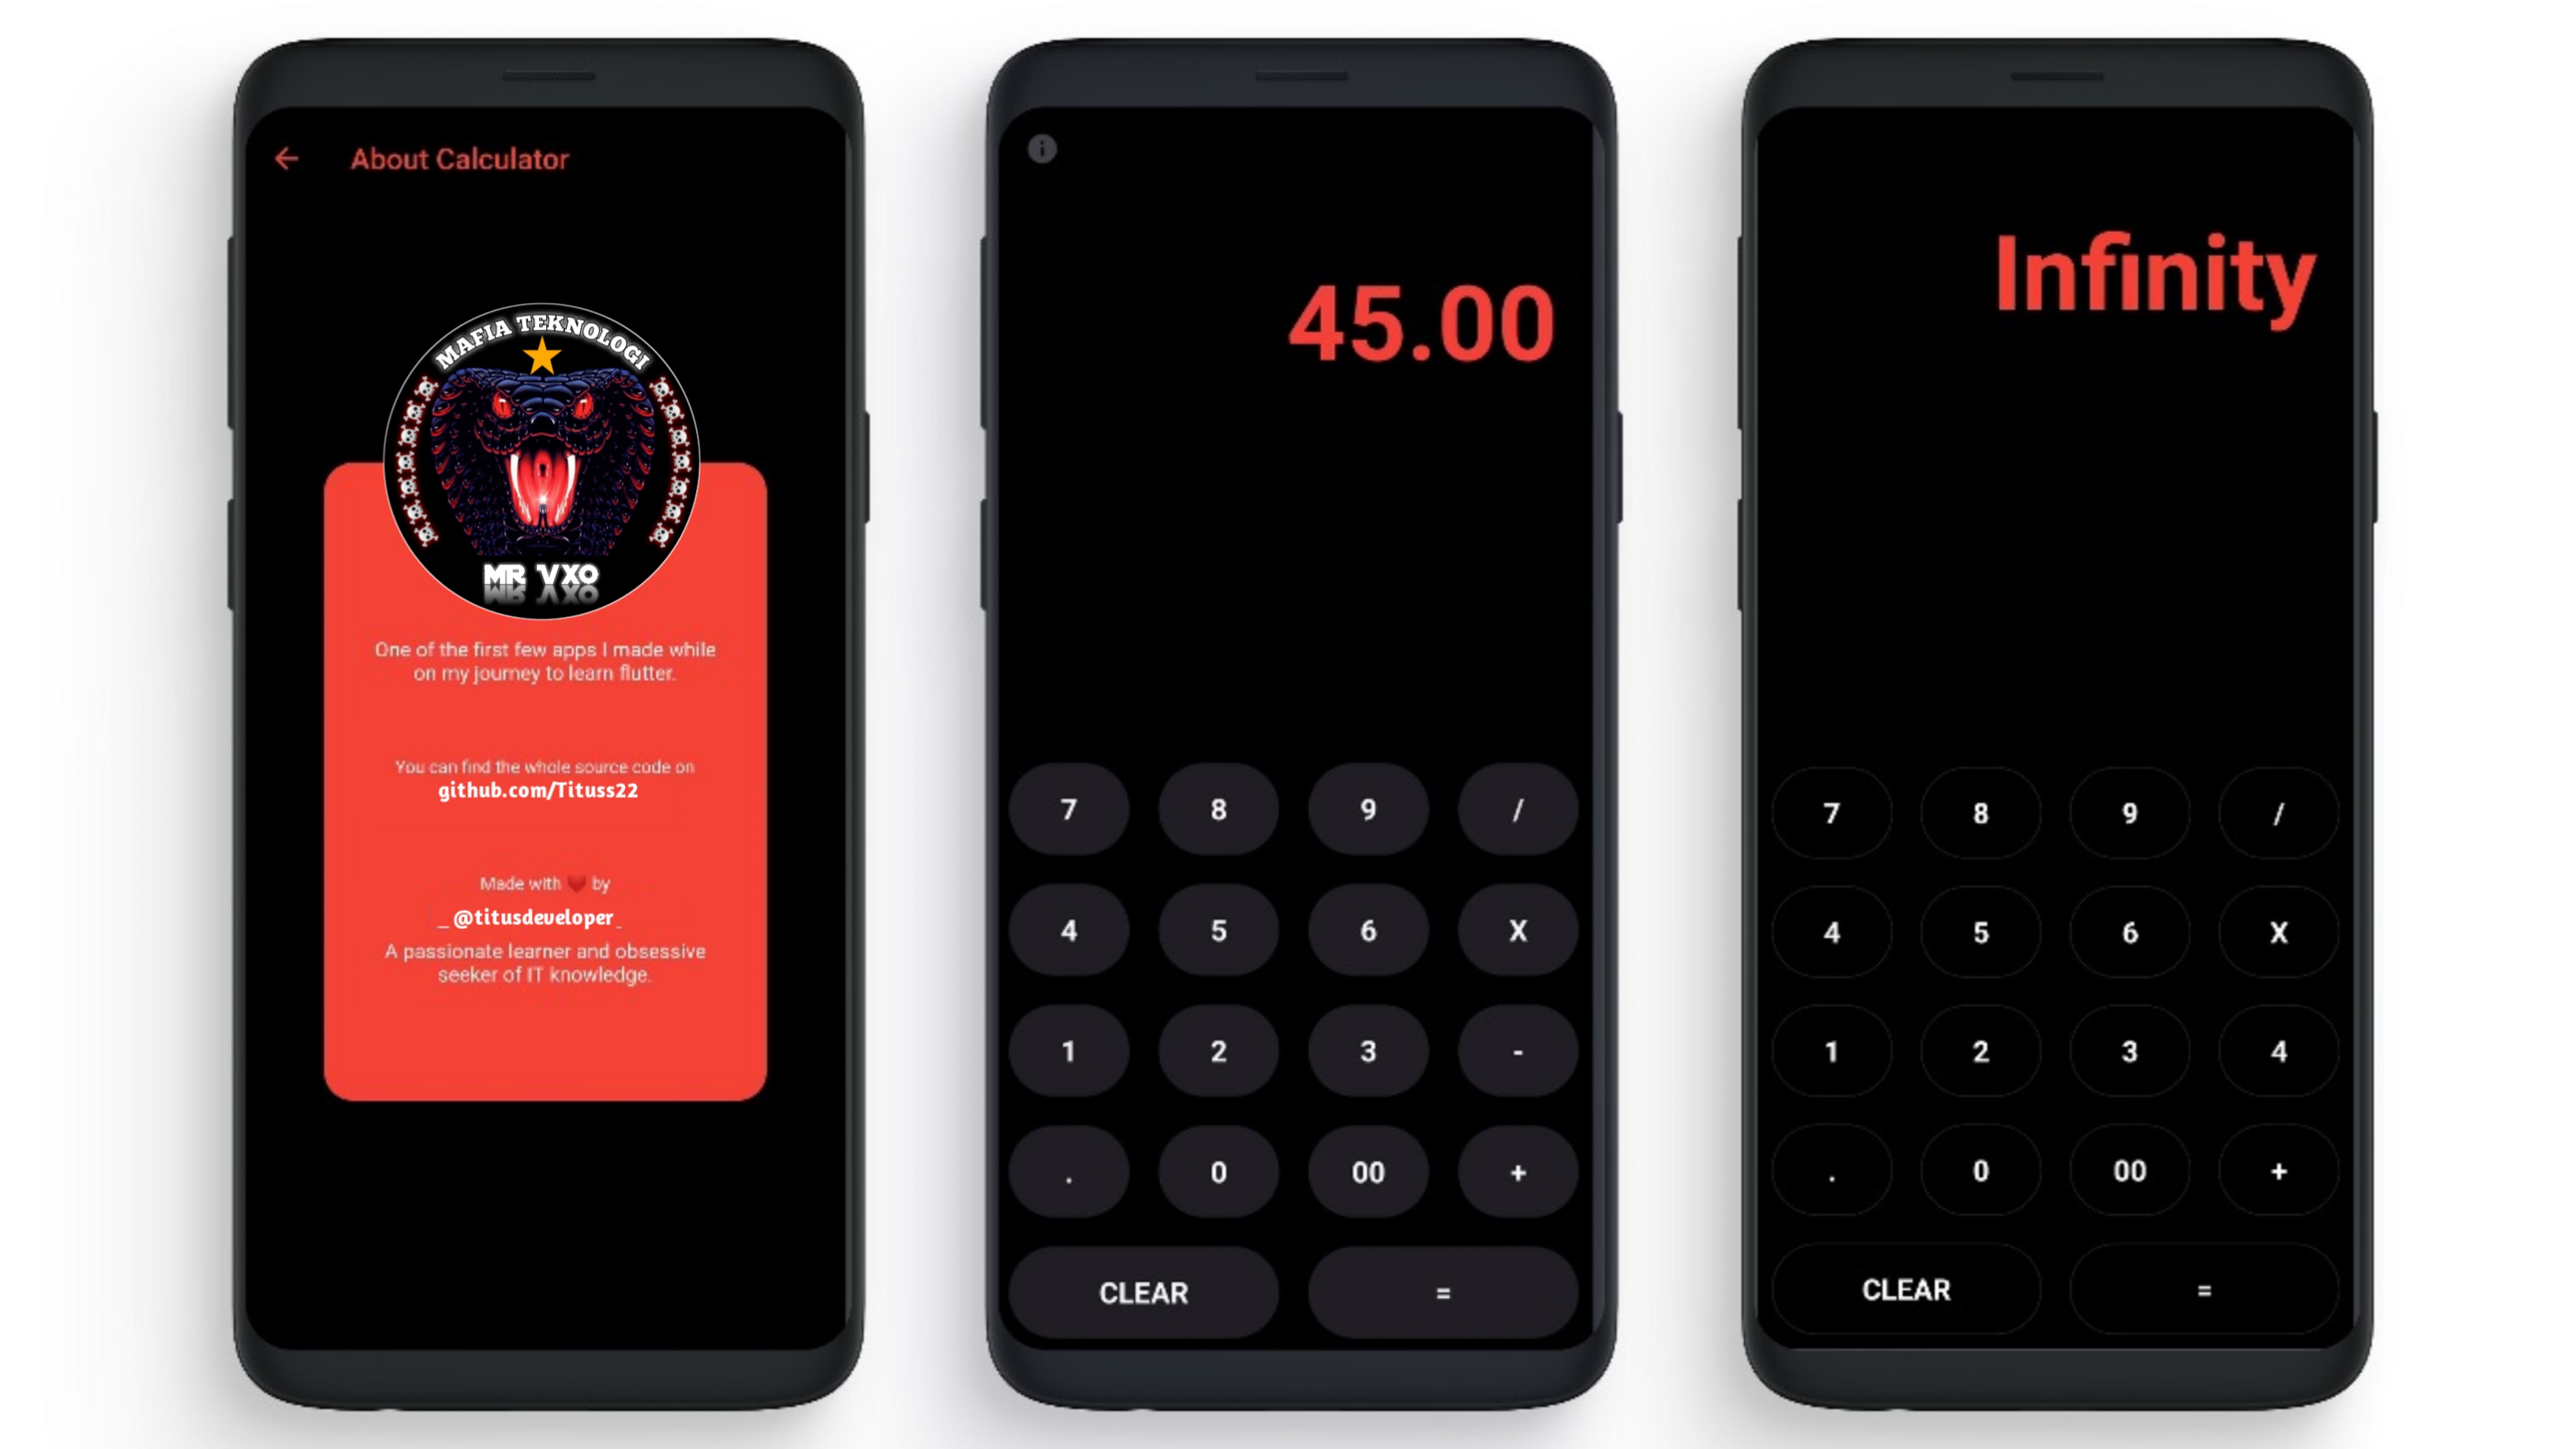 About Calculator
MAFIA TEKNOLOGI
MR VXO
One of the first few apps I made while
on my journey to learn flutter.
You can find the whole source code on
github.com/Tituss22
Made with ❤ by
_@titusdeveloper_
A passionate learner and obsessive
seeker of IT knowledge.
i
45.00
7 8 9 /
4 5 6 X
1 2 3 -
. 0 00 +
CLEAR =
Infinity
7 8 9 /
4 5 6 X
1 2 3 4
. 0 00 +
CLEAR =